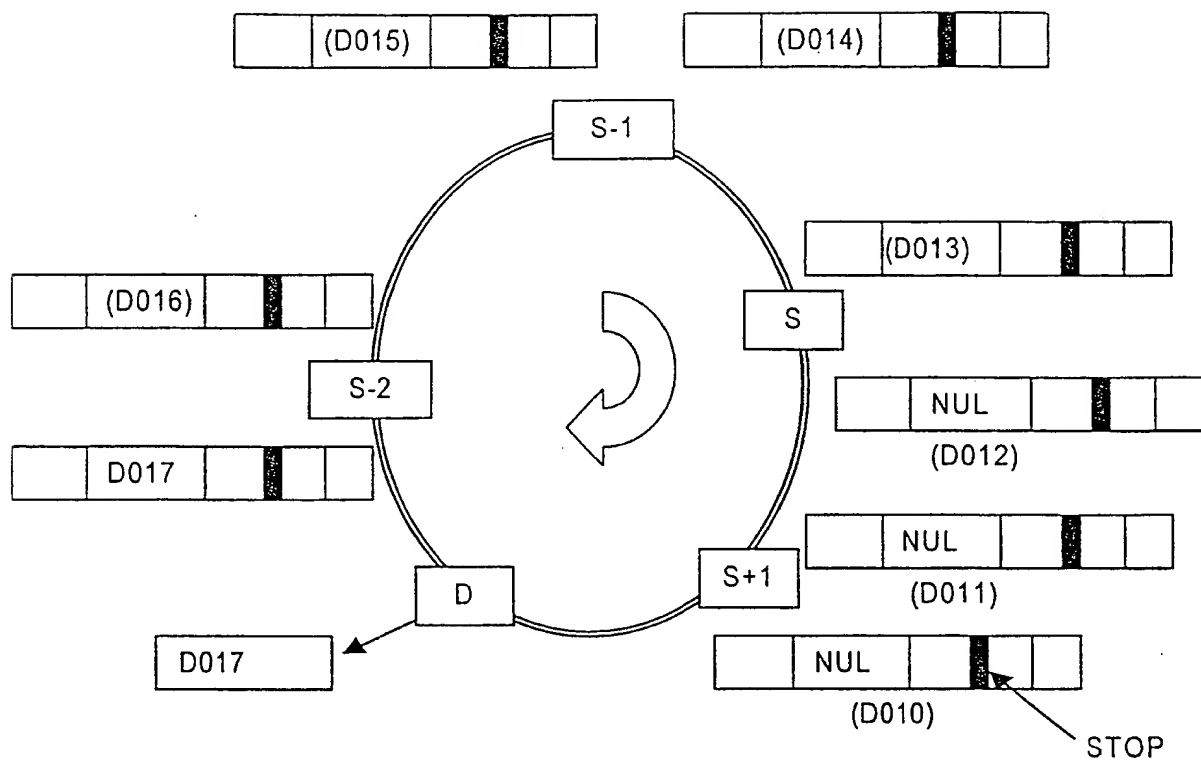 (D015) (D014)
S-1
(D013)
(D016)
S
S-2
NUL
(D012)
D017
NUL
S+1
D
(D011)
D017
NUL
(D010)
STOP